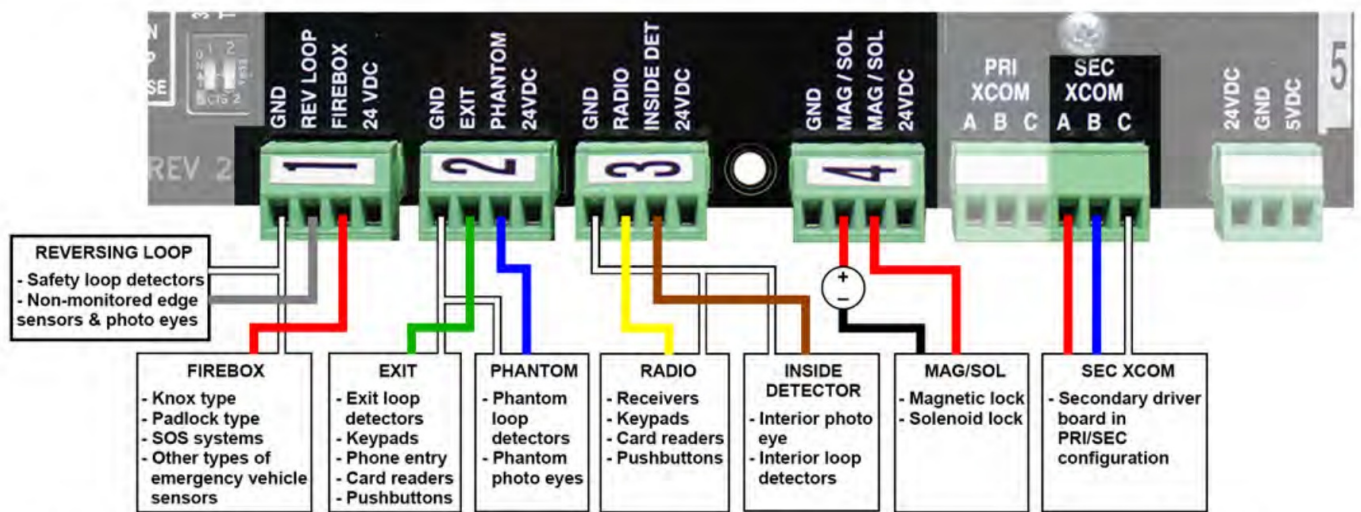 GND
REV LOOP
FIREBOX
24 VDC
GND
EXIT
PHANTOM
24VDC
GND
RADIO
INSIDE DET
24VDC
GND
MAG / SOL
MAG / SOL
24VDC
PRI
XCOM
A B C
SEC
XCOM
A B C
24VDC
GND
5VDC
5
REV 2
1
2
3
4
REVERSING LOOP
- Safety loop detectors
- Non-monitored edge
sensors & photo eyes
+
–
FIREBOX
- Knox type
- Padlock type
- SOS systems
- Other types of
emergency vehicle
sensors
EXIT
- Exit loop
detectors
- Keypads
- Phone entry
- Card readers
- Pushbuttons
PHANTOM
- Phantom
loop
detectors
- Phantom
photo eyes
RADIO
- Receivers
- Keypads
- Card readers
- Pushbuttons
INSIDE
DETECTOR
- Interior photo
eye
- Interior loop
detectors
MAG/SOL
- Magnetic lock
- Solenoid lock
SEC XCOM
- Secondary driver
board in
PRI/SEC
configuration